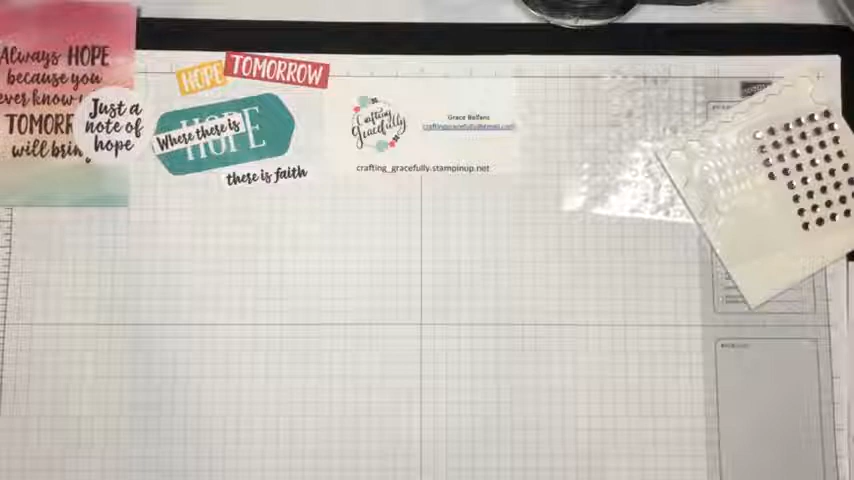 Always HOPE
because you
ever know
TOMORR
will brin
Just a
note of
hope
HOPE
TOMORROW
HOPE
Where there is
there is faith
Crafting
Gracefully
Grace Belfans
crafting_gracefully.stampinup.net